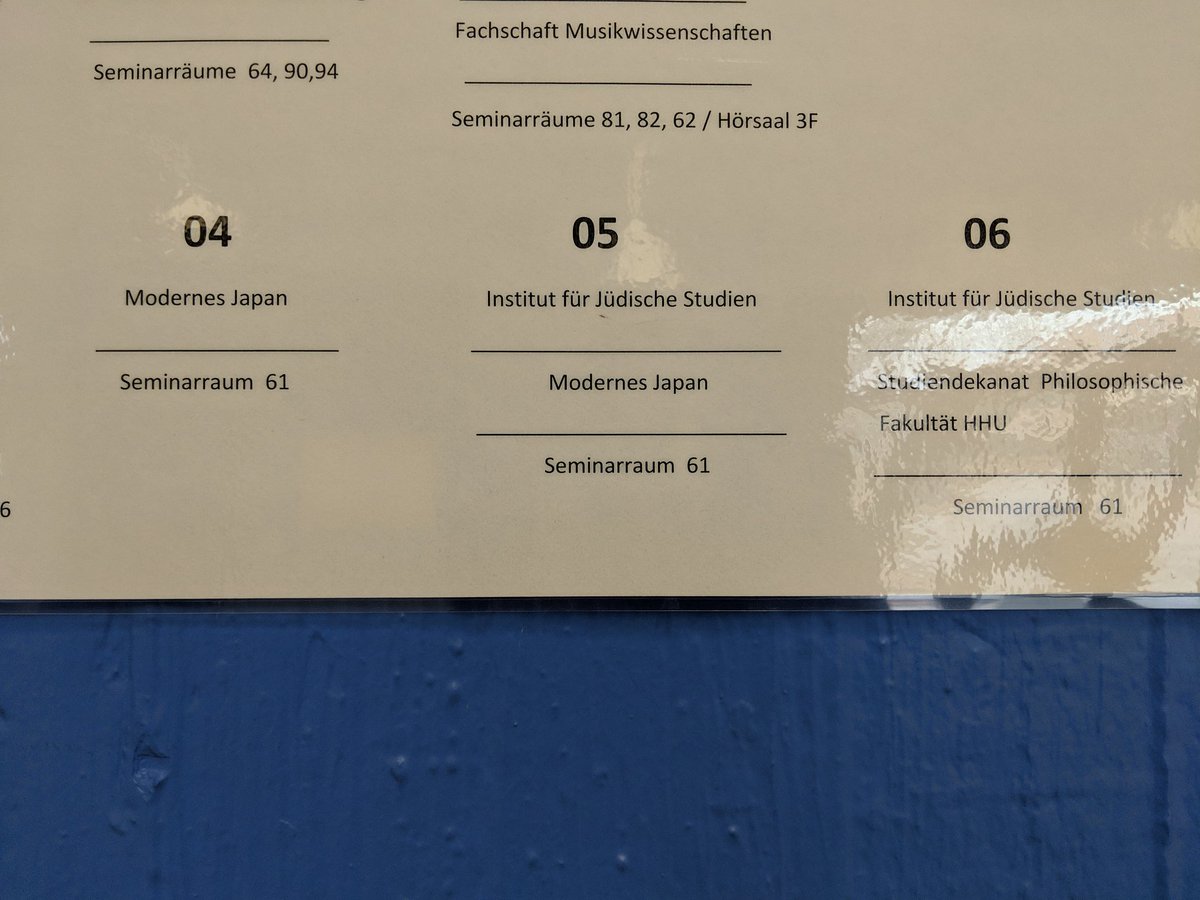 Seminarräume 64, 90,94
Fachschaft Musikwissenschaften
Seminarräume 81, 82, 62 / Hörsaal 3F
6
04
Modernes Japan
Seminarraum 61
05
Institut für Jüdische Studien
Modernes Japan
Seminarraum 61
06
Institut für Jüdische Studien
Studiendekanat Philosophische
Fakultät HHU
Seminarraum 61